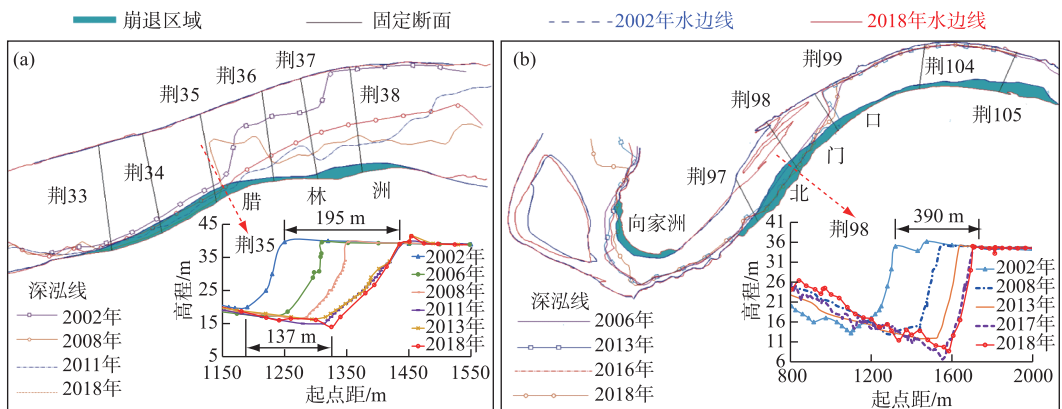 崩退区域 固定断面 2002年水边线 2018年水边线
(a)
荆37
荆36
荆35
荆38
荆34
荆33
腊 林 洲
荆35
195 m
137 m
高程/m
45
35
25
15
5
1150 1250 1350 1450 1550
起点距/m
2002年
2006年
2008年
2011年
2013年
2018年
深泓线
2002年
2008年
2011年
2018年
(b)
荆99
荆104
荆98
荆105
荆97
口
门
北
向家洲
荆98
390 m
高程/m
41
36
31
26
21
16
11
6
800 1200 1600 2000
起点距/m
2002年
2008年
2013年
2017年
2018年
深泓线
2006年
2013年
2016年
2018年